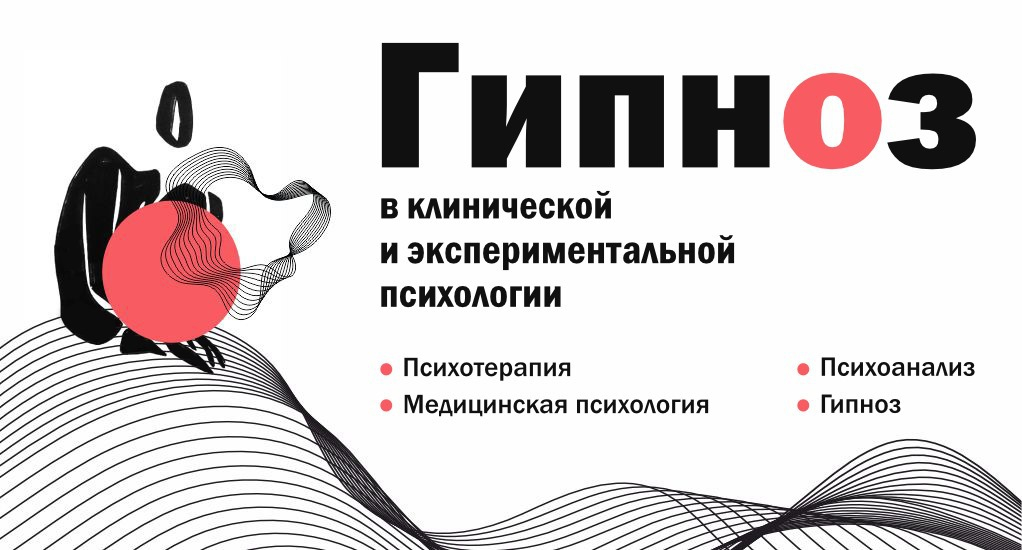 Гипноз
в клинической
и экспериментальной
психологии
Психотерапия
Медицинская психология
Психоанализ
Гипноз